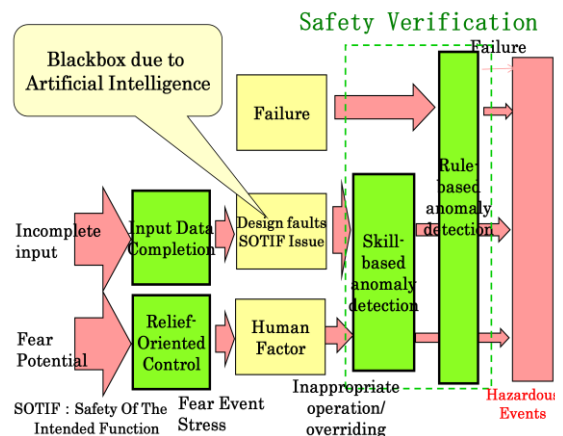 Safety Verification
Failure
Blackbox due to
Artificial Intelligence
Failure
Rule-
based
anomaly
detection
Incomplete
input
Input Data
Completion
Design faults
SOTIF Issue
Skill-
based
anomaly
detection
Fear
Potential
Relief-
Oriented
Control
Human
Factor
SOTIF : Safety Of The
Intended Function
Fear Event
Stress
Inappropriate
operation/
overriding
Hazardous
Events